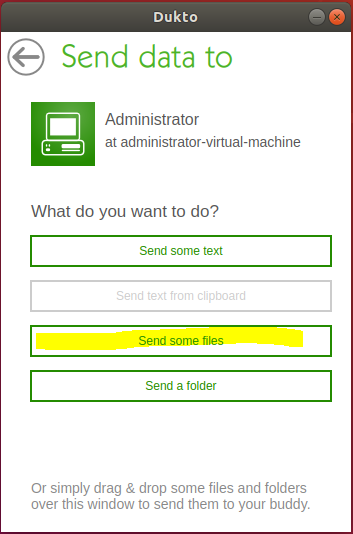 Dukto
Send data to
Administrator
at administrator-virtual-machine
What do you want to do?
Send some text
Send text from clipboard
Send some files
Send a folder
Or simply drag & drop some files and folders
over this window to send them to your buddy.